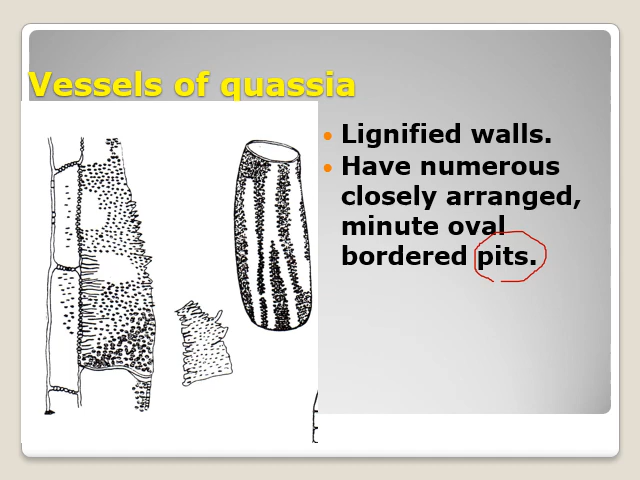 Vessels of quassia
Lignified walls.
Have numerous
closely arranged,
minute oval
bordered pits.